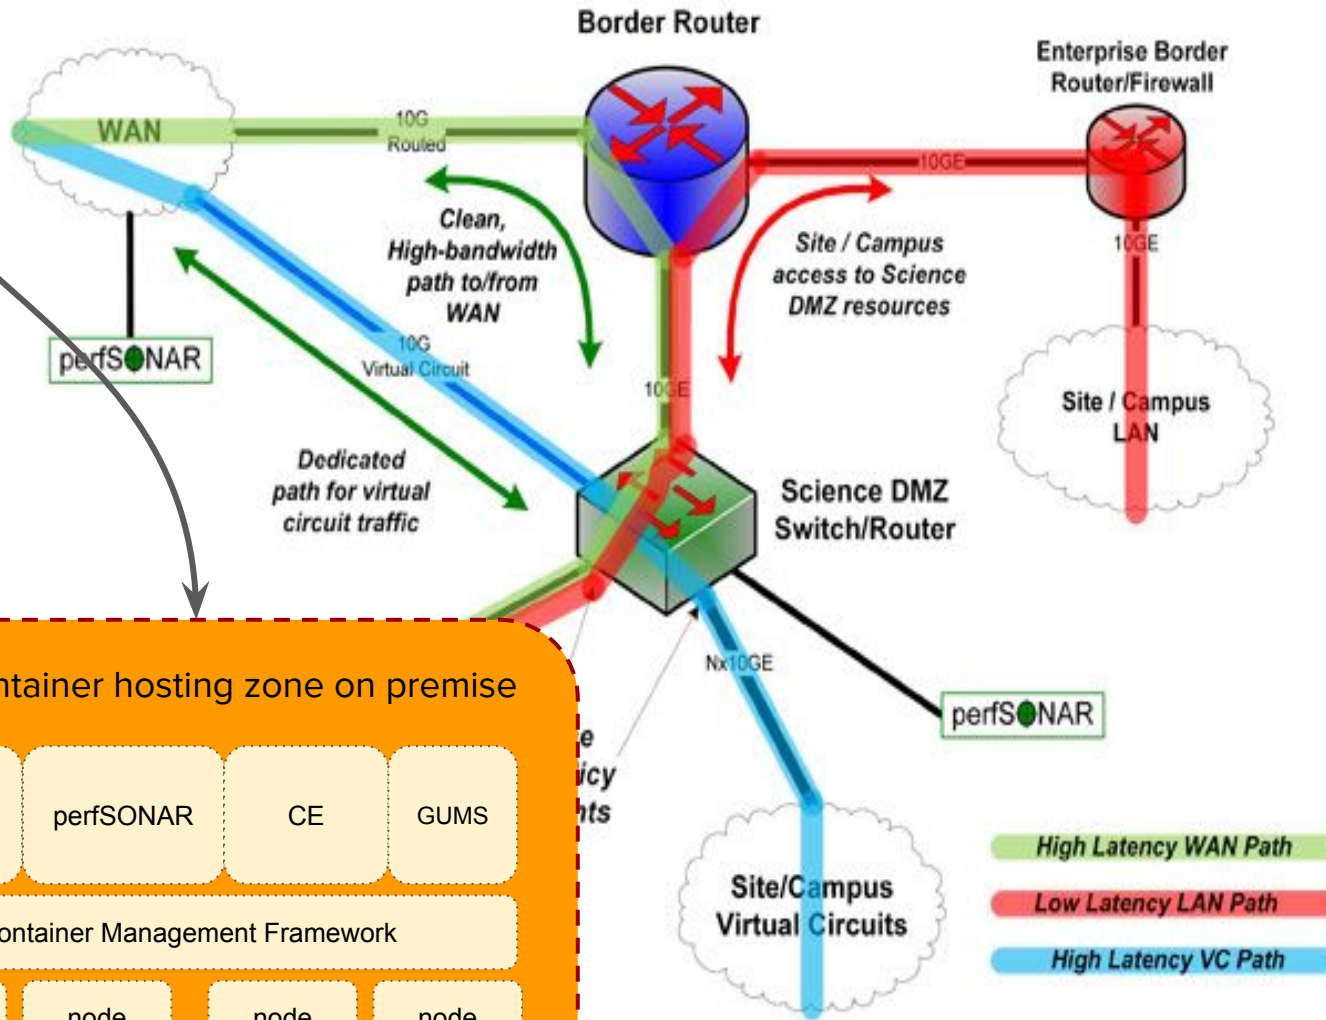 Border Router
Enterprise Border
Router/Firewall
WAN
10G
Routed
10GE
10GE
Clean,
High-bandwidth
path to/from
WAN
Site / Campus
access to Science
DMZ resources
perfSONAR
10G
Virtual Circuit
10GE
Site / Campus
LAN
Dedicated
path for virtual
circuit traffic
Science DMZ
Switch/Router
Nx10GE
perfSONAR
hosting zone on premise
perfSONAR
CE
GUMS
Management Framework
node
node
node
Site/Campus
Virtual Circuits
High Latency WAN Path
Low Latency LAN Path
High Latency VC Path